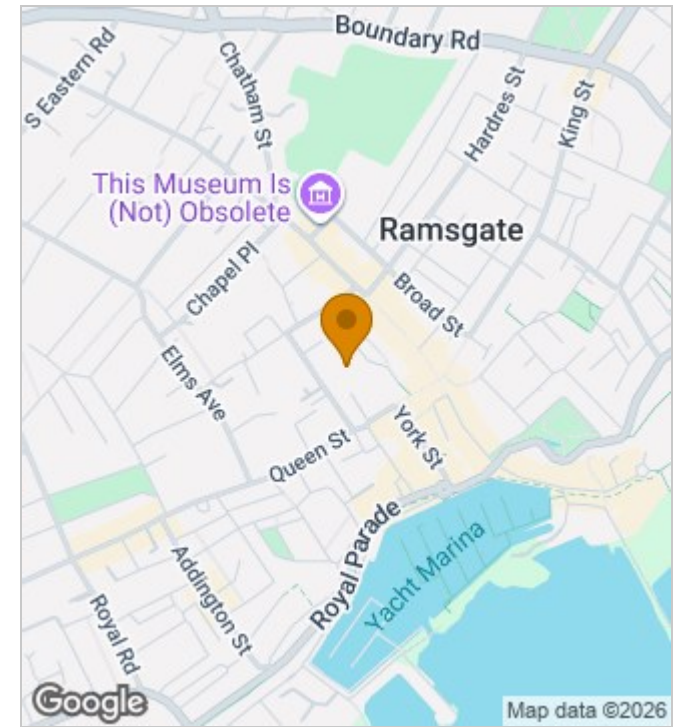 Boundary Rd
S Eastern Rd
Chatham St
Hardres St
King St
This Museum Is
(Not) Obsolete
Ramsgate
Chapel Pl
Broad St
Elms Ave
York St
Queen St
Royal Parade
Yacht Marina
Addington St
Royal Rd
Google
Map data ©2026